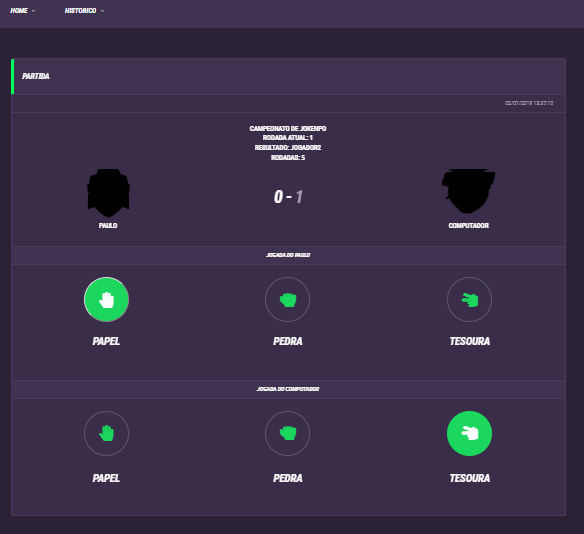 HOME
HISTORICO
PARTIDA
02/07/2019 13:37:10
CAMPEONATO DE JOKENPO
RODADA ATUAL: 1
RESULTADO: JOGADOR2
RODADAS: 5
0 - 1
PAULO
COMPUTADOR
JOGADA DO PAULO
PAPEL
PEDRA
TESOURA
JOGADA DO COMPUTADOR
PAPEL
PEDRA
TESOURA